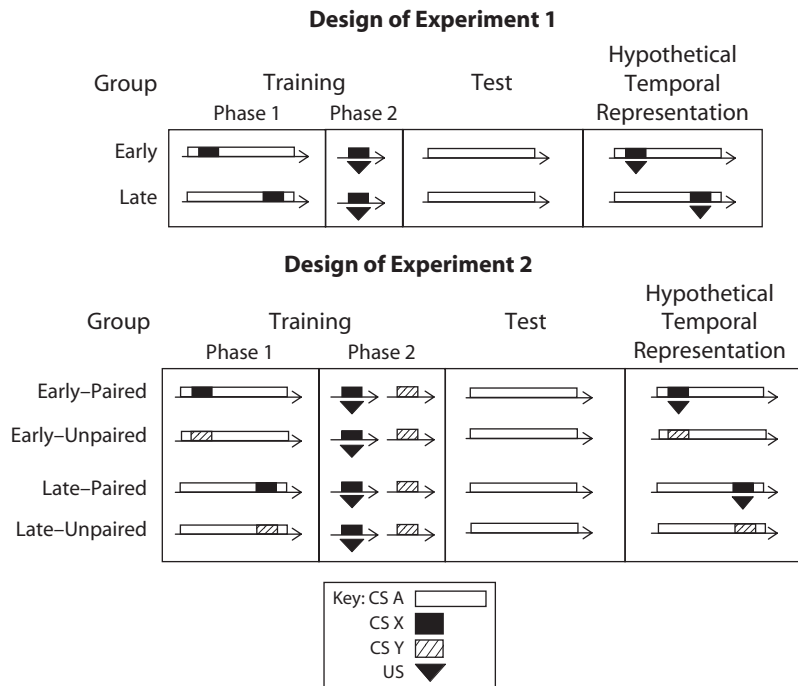 Design of Experiment 1
Group
Training
Test
Hypothetical
Temporal
Representation
Phase 1
Phase 2
Early
Late
Design of Experiment 2
Group
Training
Test
Hypothetical
Temporal
Representation
Phase 1
Phase 2
Early–Paired
Early–Unpaired
Late–Paired
Late–Unpaired
Key: CS A
CS X
CS Y
US